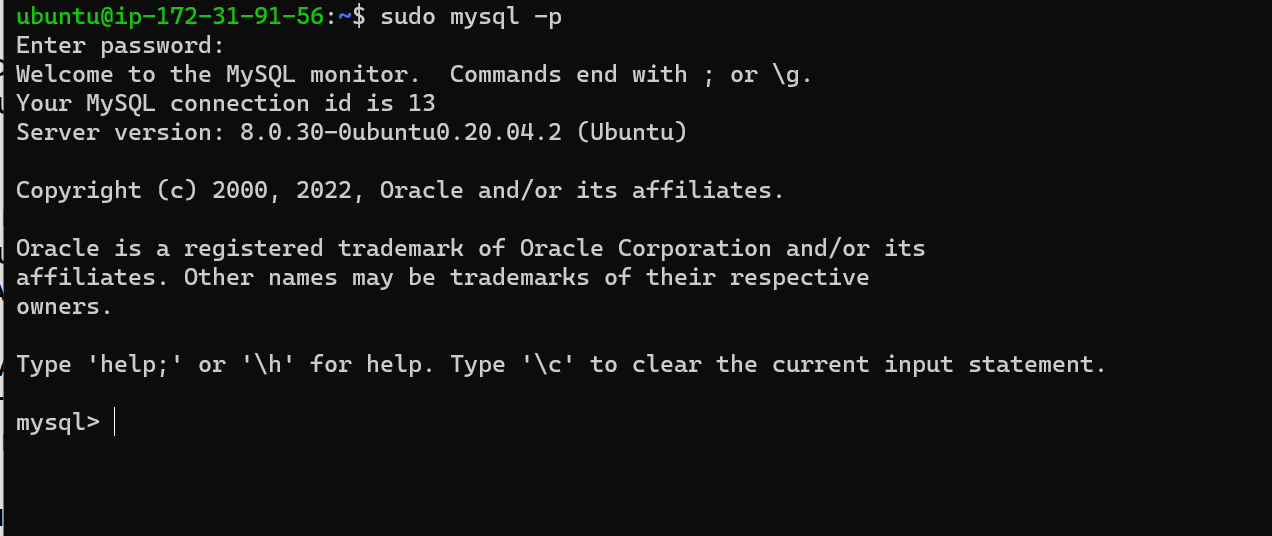 ubuntu@ip-172-31-91-56:~$ sudo mysql -p
Enter password:
Welcome to the MySQL monitor.  Commands end with ; or \g.
Your MySQL connection id is 13
Server version: 8.0.30-0ubuntu0.20.04.2 (Ubuntu)
Copyright (c) 2000, 2022, Oracle and/or its affiliates.
Oracle is a registered trademark of Oracle Corporation and/or its
affiliates. Other names may be trademarks of their respective
owners.
Type 'help;' or '\h' for help. Type '\c' to clear the current input statement.
mysql>